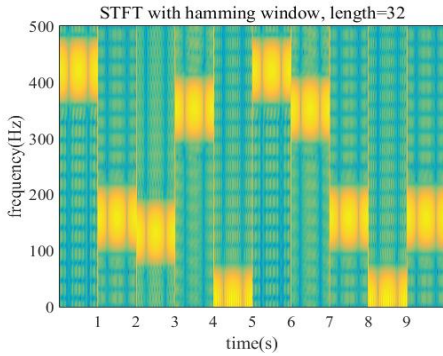 STFT with hamming window, length=32
500
400
300
200
100
0
frequency(Hz)
1 2 3 4 5 6 7 8 9
time(s)